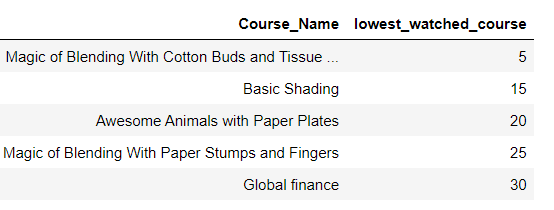 Course_Name lowest_watched_course
Magic of Blending With Cotton Buds and Tissue ... 5
Basic Shading 15
Awesome Animals with Paper Plates 20
Magic of Blending With Paper Stumps and Fingers 25
Global finance 30